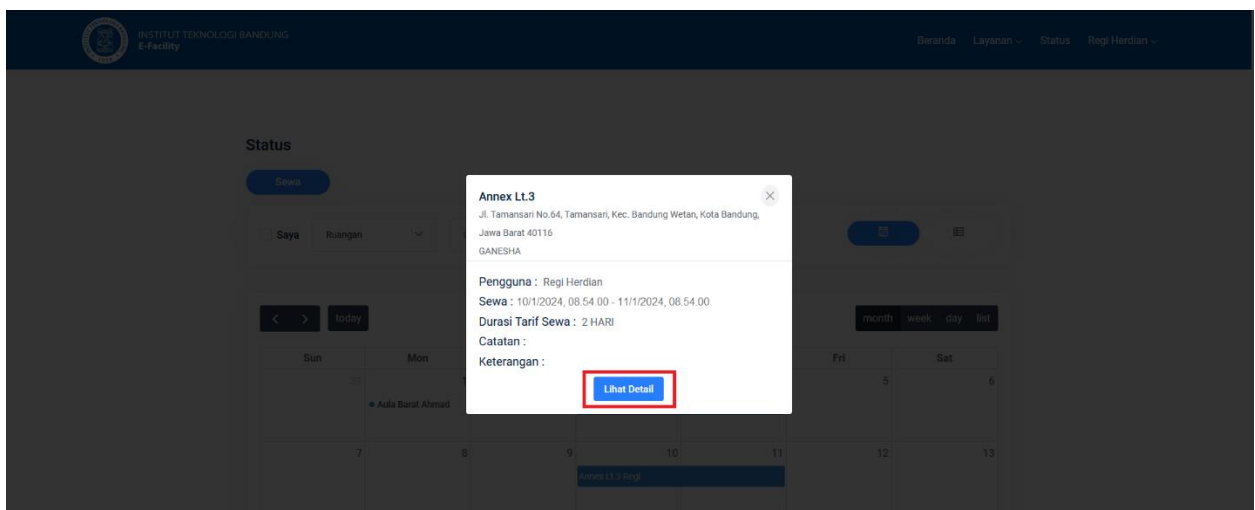 INSTITUT TEKNOLOGI BANDUNG
E-Facility
Beranda Layanan Status Regi Herdian
Status
Sewa
Saya Ruangan
Annex Lt.3
Jl. Tamansari No.64, Tamansari, Kec. Bandung Wetan, Kota Bandung,
Jawa Barat 40116
GANESHA
Pengguna : Regi Herdian
Sewa : 10/1/2024, 08.54.00 - 11/1/2024, 08.54.00
Durasi Tarif Sewa : 2 HARI
Catatan :
Keterangan :
Lihat Detail
today
month week day list
Sun Mon Fri Sat
31 1 5 6
Aula Barat Ahmad
7 8 9 10 11 12 13
Annex Lt.3 Regi